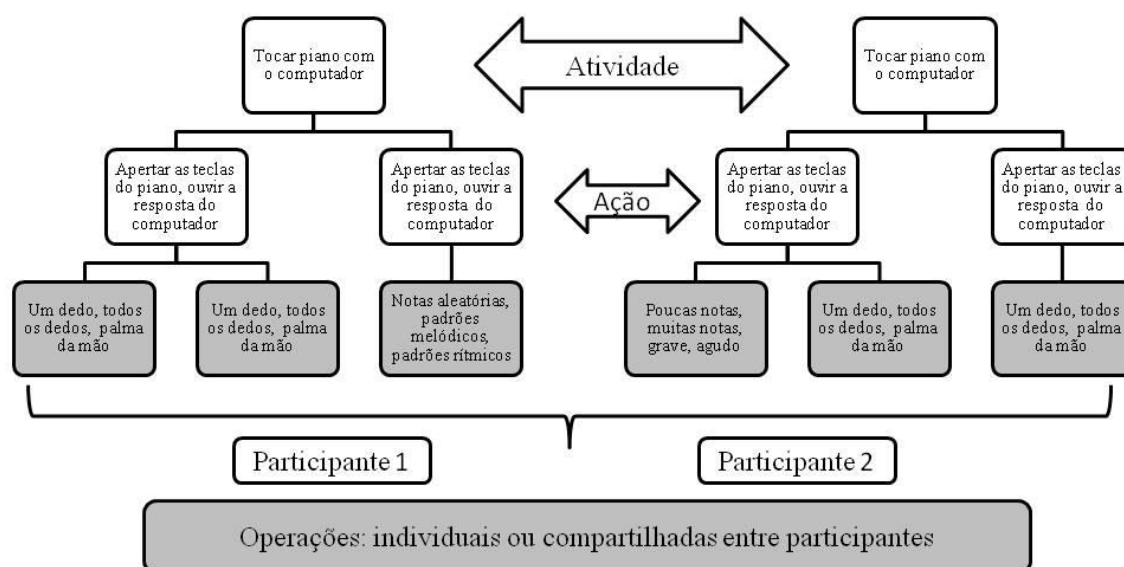 Tocar piano com
o computador
Atividade
Tocar piano com
o computador
Apertar as teclas
do piano, ouvir a
resposta do
computador
Apertar as teclas
do piano, ouvir a
resposta do
computador
Ação
Apertar as teclas
do piano, ouvir a
resposta do
computador
Apertar as teclas
do piano, ouvir a
resposta do
computador
Um dedo, todos
os dedos, palma
da mão
Um dedo, todos
os dedos, palma
da mão
Notas aleatórias,
padrões
melódicos,
padrões rítmicos
Poucas notas,
muitas notas,
grave, agudo
Um dedo, todos
os dedos, palma
da mão
Um dedo, todos
os dedos, palma
da mão
Participante 1
Participante 2
Operações: individuais ou compartilhadas entre participantes